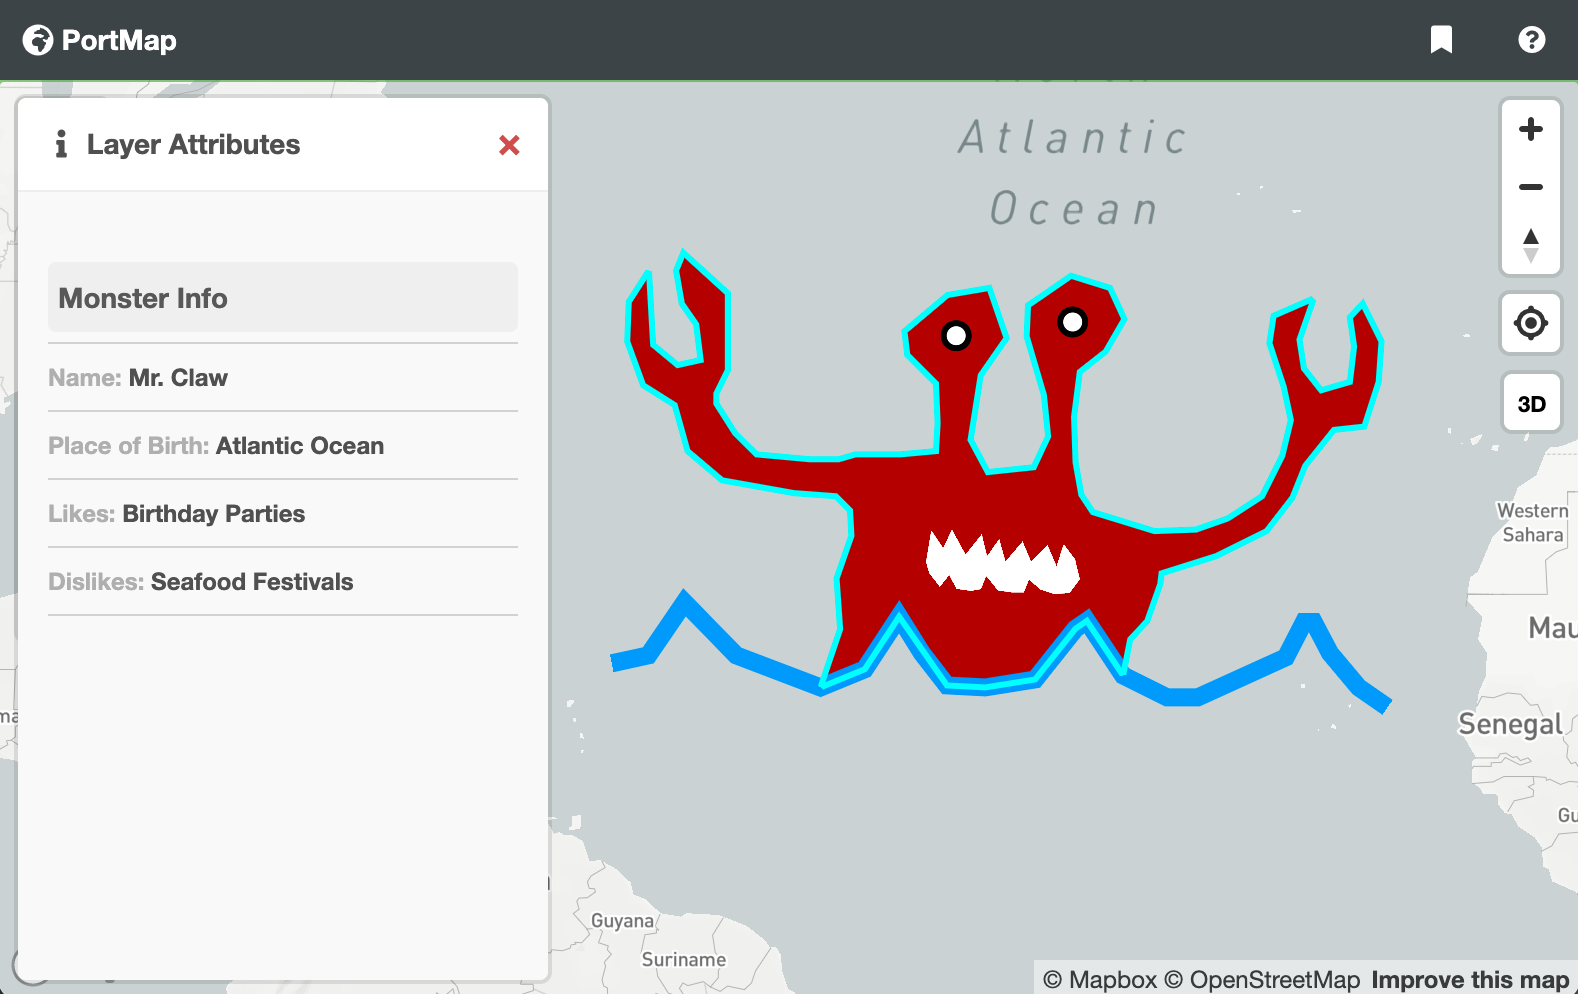 PortMap
Layer Attributes
Monster Info
Name: Mr. Claw
Place of Birth: Atlantic Ocean
Likes: Birthday Parties
Dislikes: Seafood Festivals
Atlantic
Ocean
3D
Western
Sahara
Mau
Senegal
Gu
Guyana
Suriname
© Mapbox © OpenStreetMap Improve this map